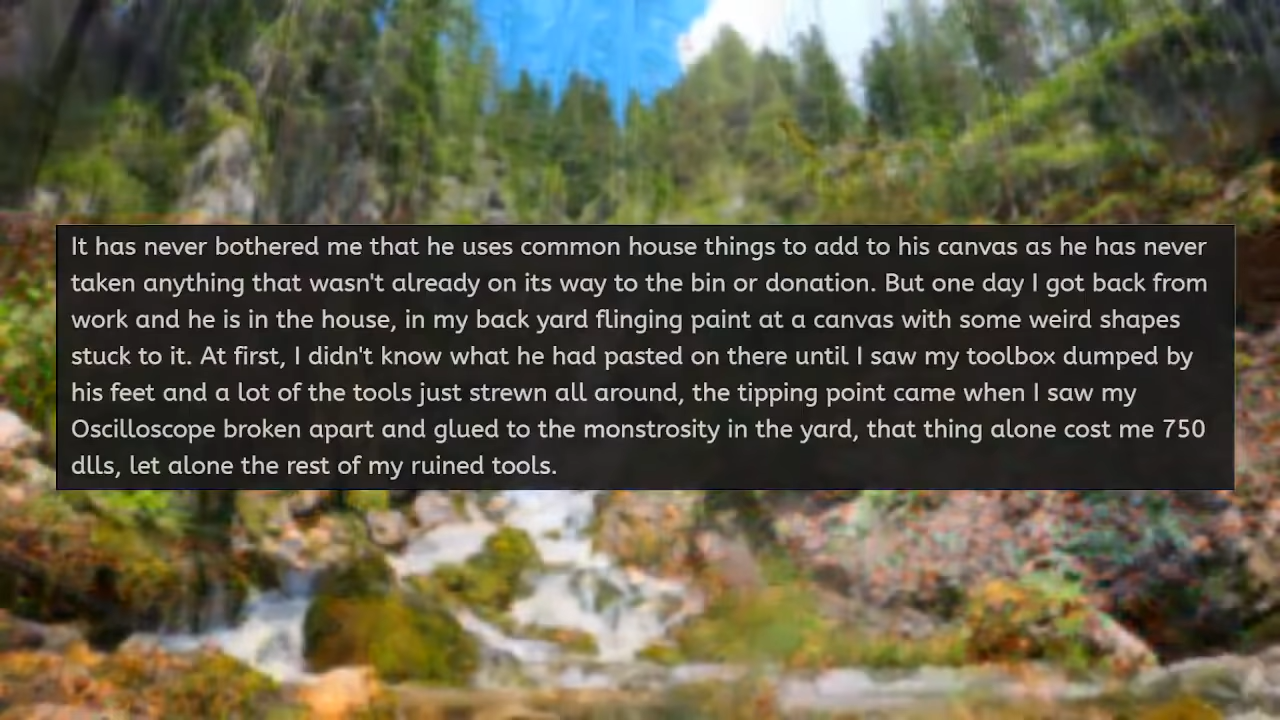 It has never bothered me that he uses common house things to add to his canvas as he has never
taken anything that wasn't already on its way to the bin or donation. But one day I got back from
work and he is in the house, in my back yard flinging paint at a canvas with some weird shapes
stuck to it. At first, I didn't know what he had pasted on there until I saw my toolbox dumped by
his feet and a lot of the tools just strewn all around, the tipping point came when I saw my
Oscilloscope broken apart and glued to the monstrosity in the yard, that thing alone cost me 750
dlls, let alone the rest of my ruined tools.